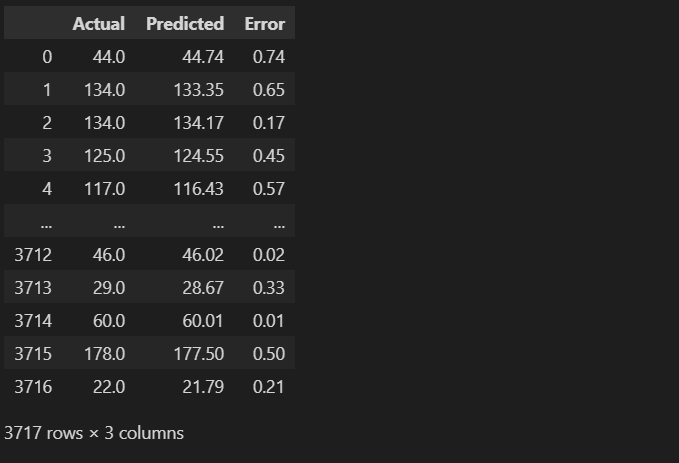 Actual Predicted Error
0 44.0 44.74 0.74
1 134.0 133.35 0.65
2 134.0 134.17 0.17
3 125.0 124.55 0.45
4 117.0 116.43 0.57
... ... ... ...
3712 46.0 46.02 0.02
3713 29.0 28.67 0.33
3714 60.0 60.01 0.01
3715 178.0 177.50 0.50
3716 22.0 21.79 0.21
3717 rows × 3 columns